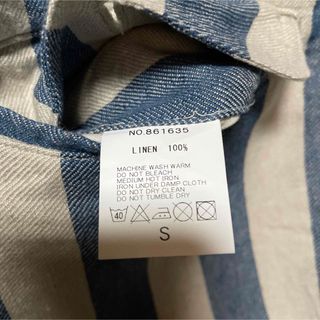 NO.861635
LINEN 100%
MACHINE WASH WARM
DO NOT BLEACH
MEDIUM HOT IRON
IRON UNDER DAMP CLOTH
DO NOT DRY CLEAN
DO NOT TUMBLE DRY
40
S